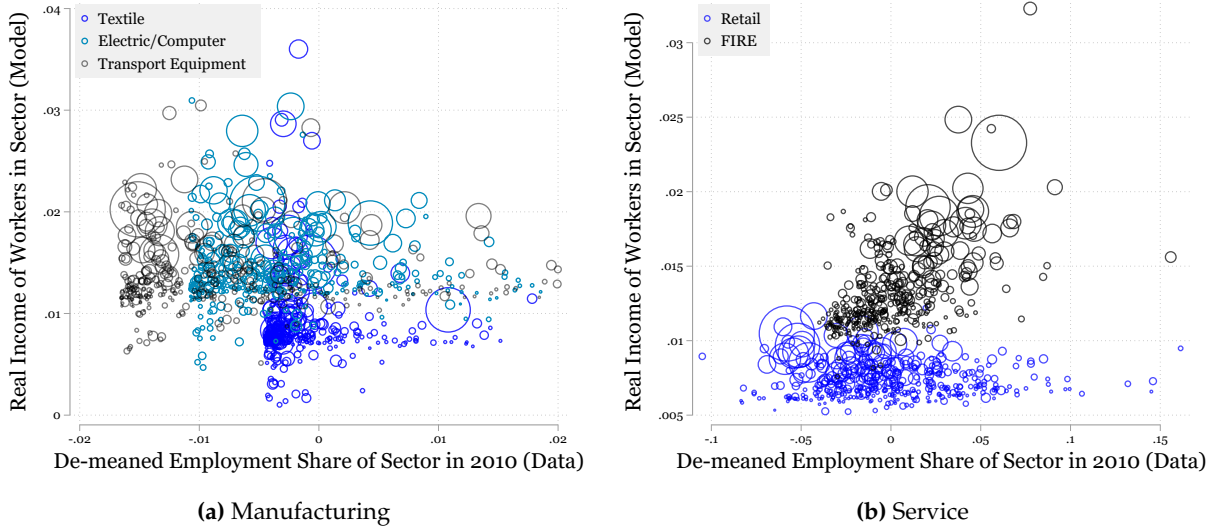 Textile
Electric/Computer
Transport Equipment
Real Income of Workers in Sector (Model)
.04
.03
.02
.01
0
-.02
-.01
0
.01
.02
De-meaned Employment Share of Sector in 2010 (Data)
(a) Manufacturing
Retail
FIRE
Real Income of Workers in Sector (Model)
.03
.025
.02
.015
.01
.005
-.1
-.05
0
.05
.1
.15
De-meaned Employment Share of Sector in 2010 (Data)
(b) Service